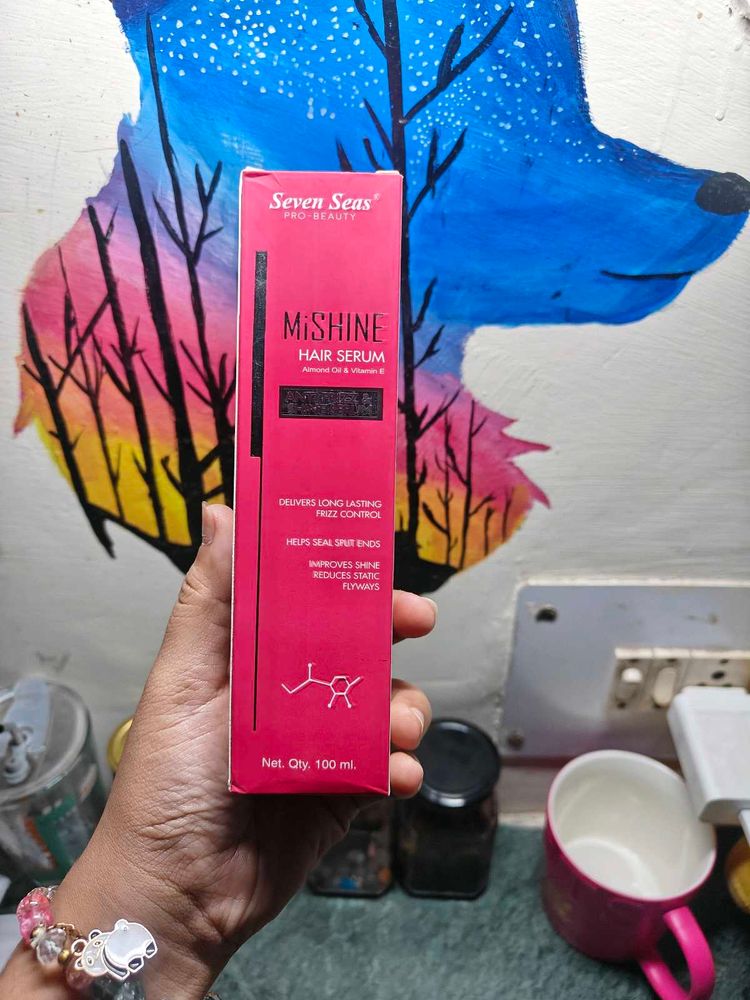 Seven Seas®
PRO-BEAUTY
MiSHINE
HAIR SERUM
Almond Oil & Vitamin E
DELIVERS LONG LASTING
FRIZZ CONTROL
HELPS SEAL SPLIT ENDS
IMPROVES SHINE
REDUCES STATIC
FLYWAYS
Net. Qty. 100 ml.